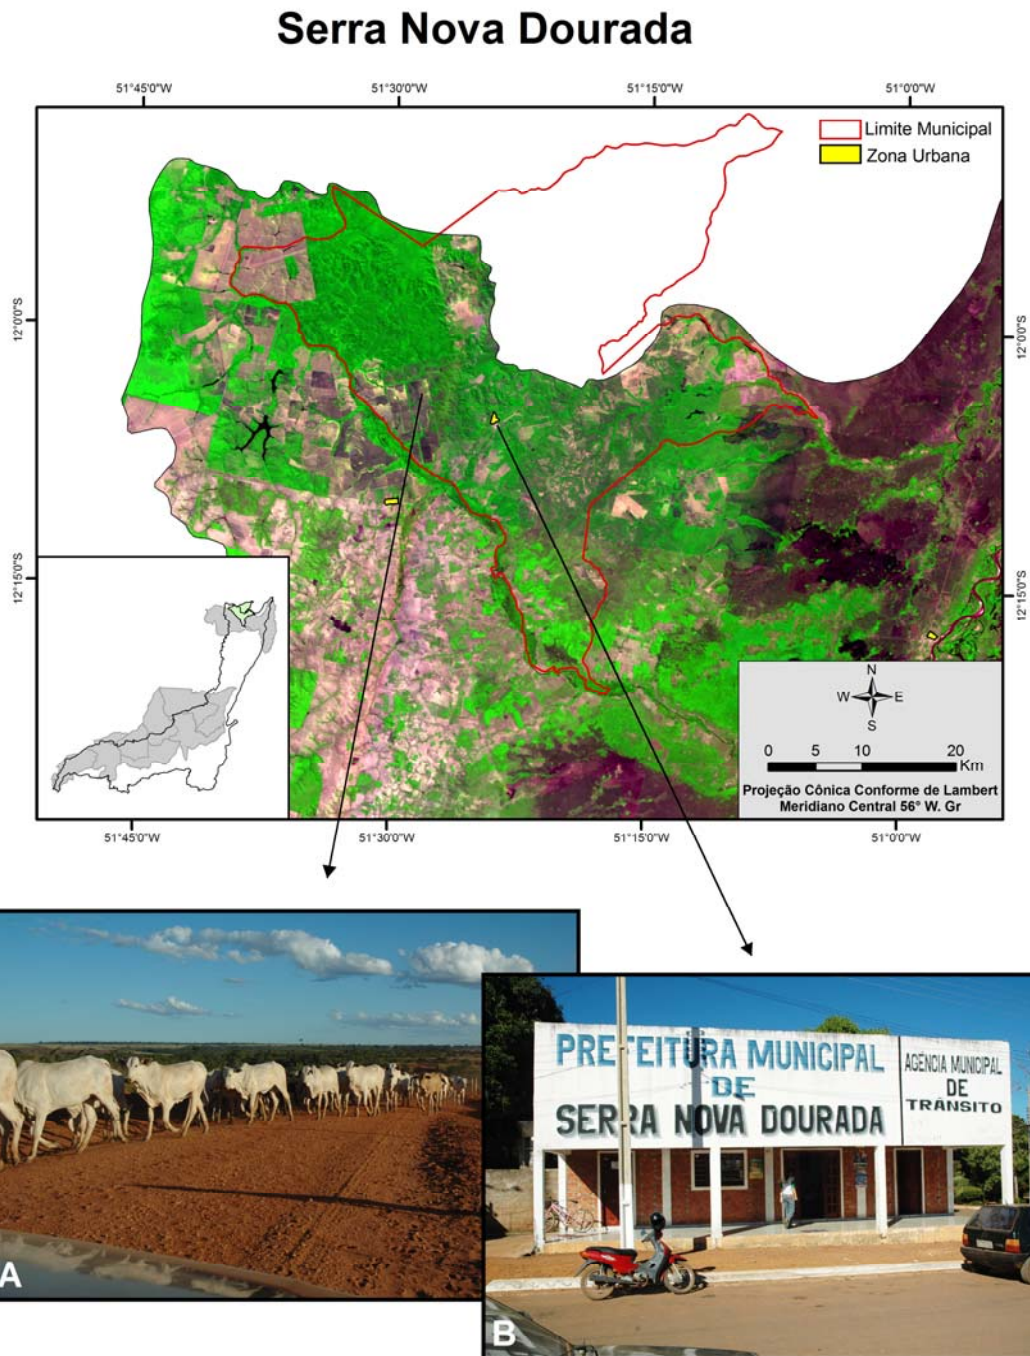 Serra Nova Dourada
51°45'0"W 51°30'0"W 51°15'0"W 51°0'0"W
Limite Municipal
Zona Urbana
12°0'0"S
12°0'0"S
12°15'0"S
12°15'0"S
N
W E
S
0 5 10 20
Km
Projeção Cônica Conforme de Lambert
Meridiano Central 56° W. Gr
51°45'0"W 51°30'0"W 51°15'0"W 51°0'0"W
PREFEITURA MUNICIPAL
DE
SERRA NOVA DOURADA
AGÊNCIA MUNICIPAL
DE
TRÂNSITO
A
B